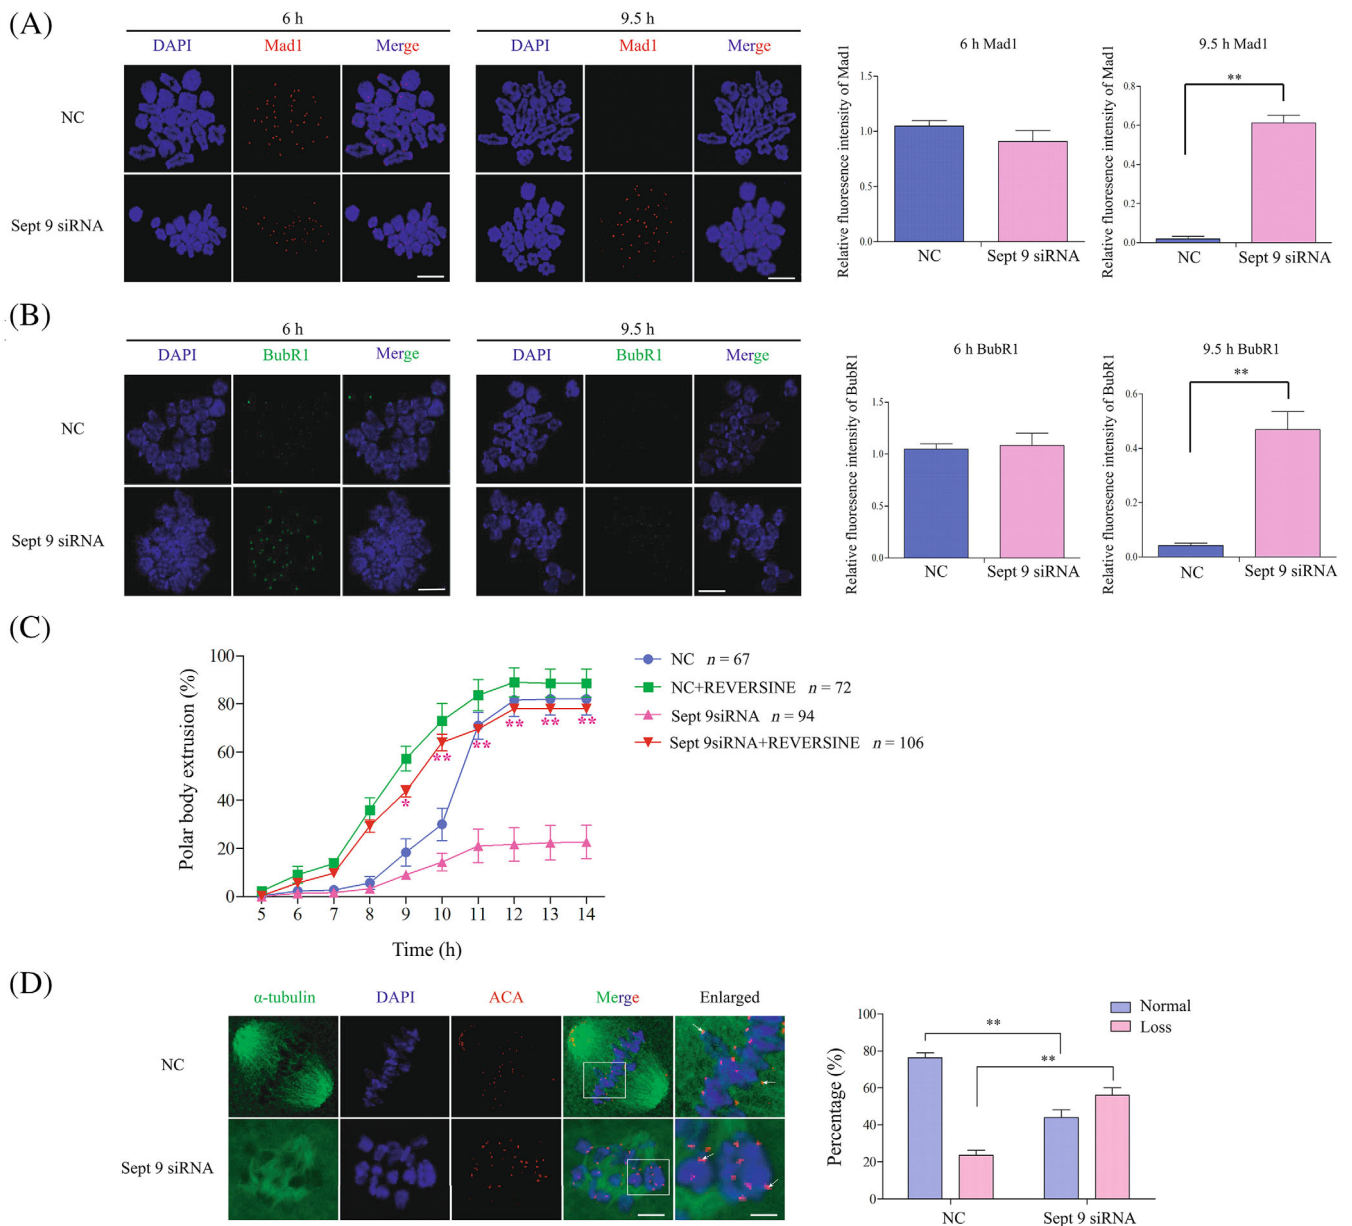 (A)
6 h
9.5 h
DAPI Mad1 Merge
DAPI Mad1 Merge
NC
Sept 9 siRNA
6 h Mad1
Relative fluoresence intensity of Mad1
1.5
1.0
0.5
0.0
NC Sept 9 siRNA
9.5 h Mad1
Relative fluoresence intensity of Mad1
0.8
0.6
0.4
0.2
0.0
**
NC Sept 9 siRNA
(B)
6 h
9.5 h
DAPI BubR1 Merge
DAPI BubR1 Merge
NC
Sept 9 siRNA
6 h BubR1
Relative fluoresence intensity of BubR1
1.5
1.0
0.5
0.0
NC Sept 9 siRNA
9.5 h BubR1
Relative fluoresence intensity of BubR1
0.6
0.4
0.2
0.0
**
NC Sept 9 siRNA
(C)
Polar body extrusion (%)
100
80
60
40
20
0
* ** ** ** ** **
5 6 7 8 9 10 11 12 13 14
Time (h)
NC n = 67
NC+REVERSINE n = 72
Sept 9siRNA n = 94
Sept 9siRNA+REVERSINE n = 106
(D)
α-tubulin DAPI ACA Merge Enlarged
NC
Sept 9 siRNA
Percentage (%)
100
80
60
40
20
0
**
**
Normal
Loss
NC Sept 9 siRNA